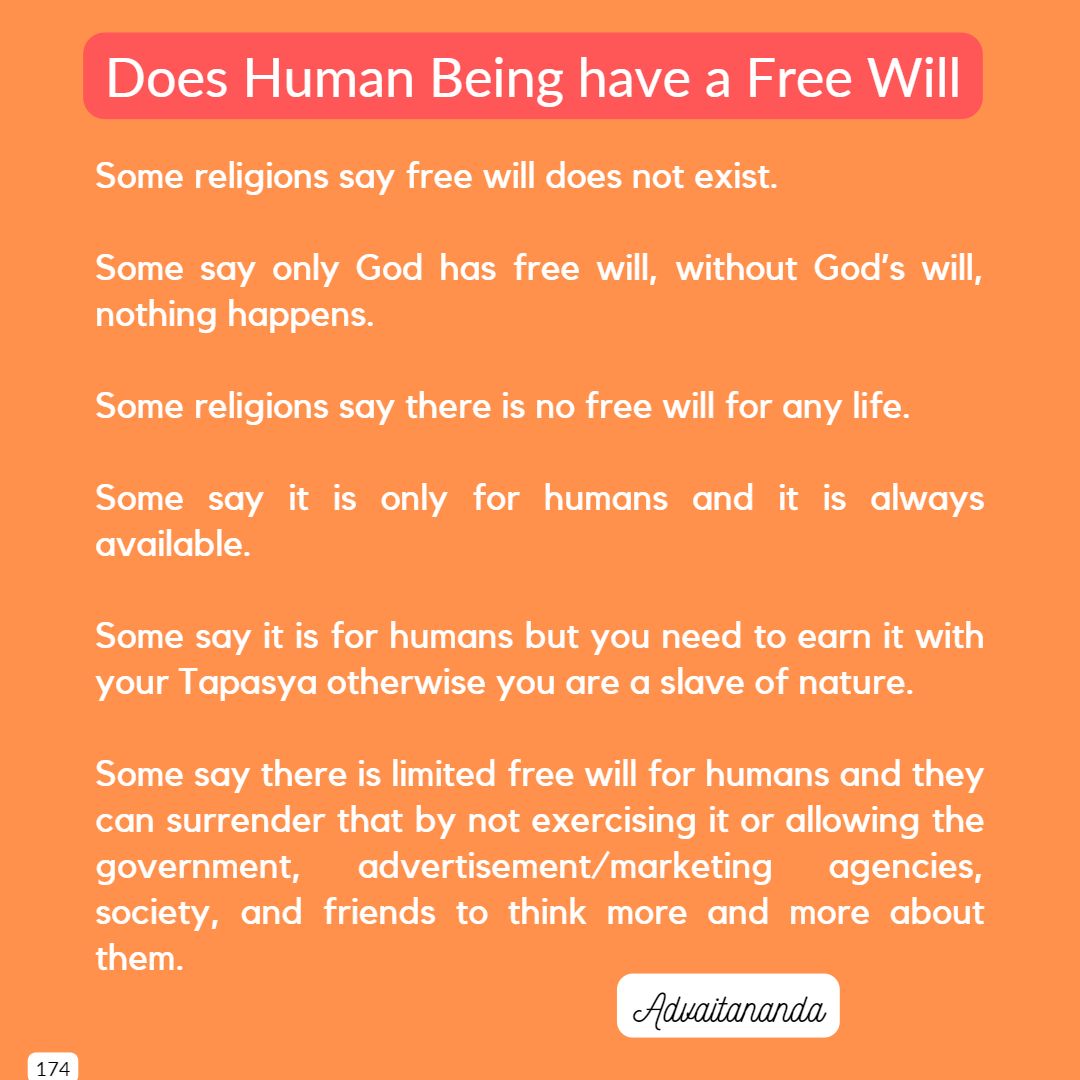 Does Human Being have a Free Will
Some religions say free will does not exist.
Some say only God has free will, without God's will,
nothing happens.
Some religions say there is no free will for any life.
Some say it is only for humans and it is always
available.
Some say it is for humans but you need to earn it with
your Tapasya otherwise you are a slave of nature.
Some say there is limited free will for humans and they
can surrender that by not exercising it or allowing the
government, advertisement/marketing agencies,
society, and friends to think more and more about
them.
Advaitananda
174